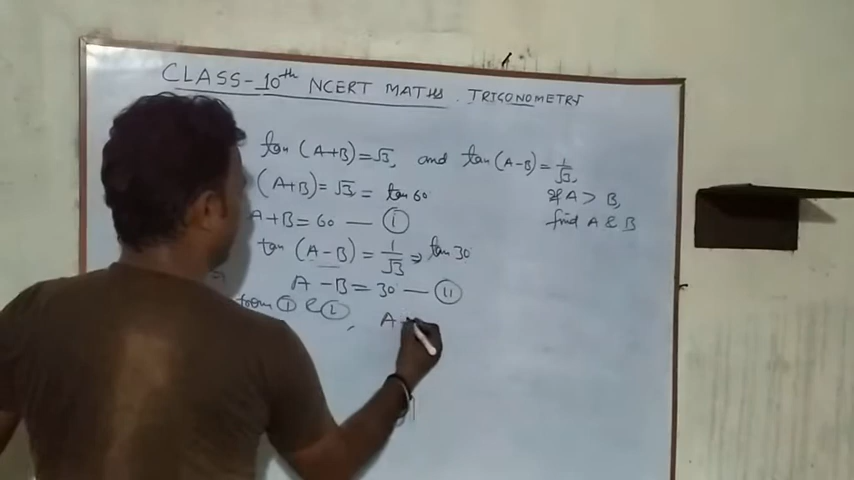 CLASS-10th NCERT MATHS. TRIGONOMETRY
tan (A+B)=√3, and tan(A-B)=1/√3,
if A > B,
find A & B
(A+B)=√3 = tan 60
A+B=60 — (i)
tan (A-B) = 1/√3 ⇒ tan 30
A-B=30 — (ii)
from (i) & (2), A